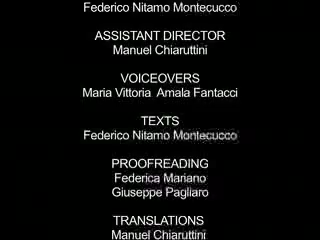 Federico Nitamo Montecucco
ASSISTANT DIRECTOR
Manuel Chiaruttini
VOICEOVERS
Maria Vittoria Amala Fantacci
TEXTS
Federico Nitamo Montecucco
PROOFREADING
Federica Mariano
Giuseppe Pagliaro
TRANSLATIONS
Manuel Chiaruttini